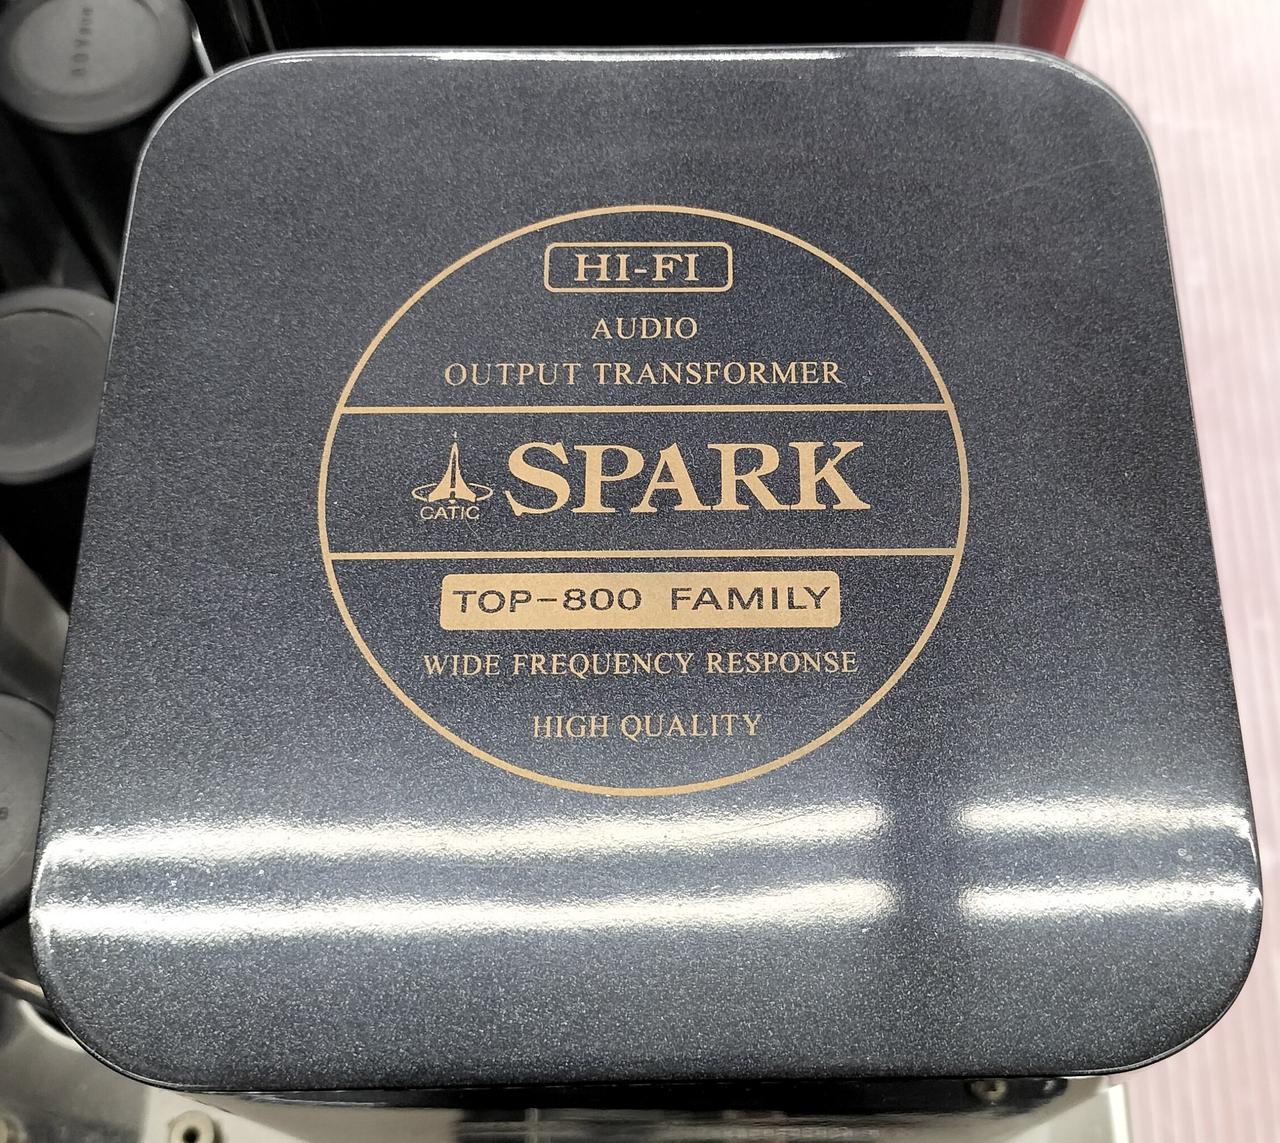 HI-FI
AUDIO
OUTPUT TRANSFORMER
CATIC SPARK
TOP-800 FAMILY
WIDE FREQUENCY RESPONSE
HIGH QUALITY